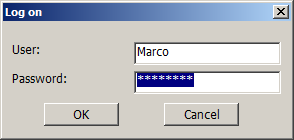 Log on
User: Marco
Password: ********
OK Cancel